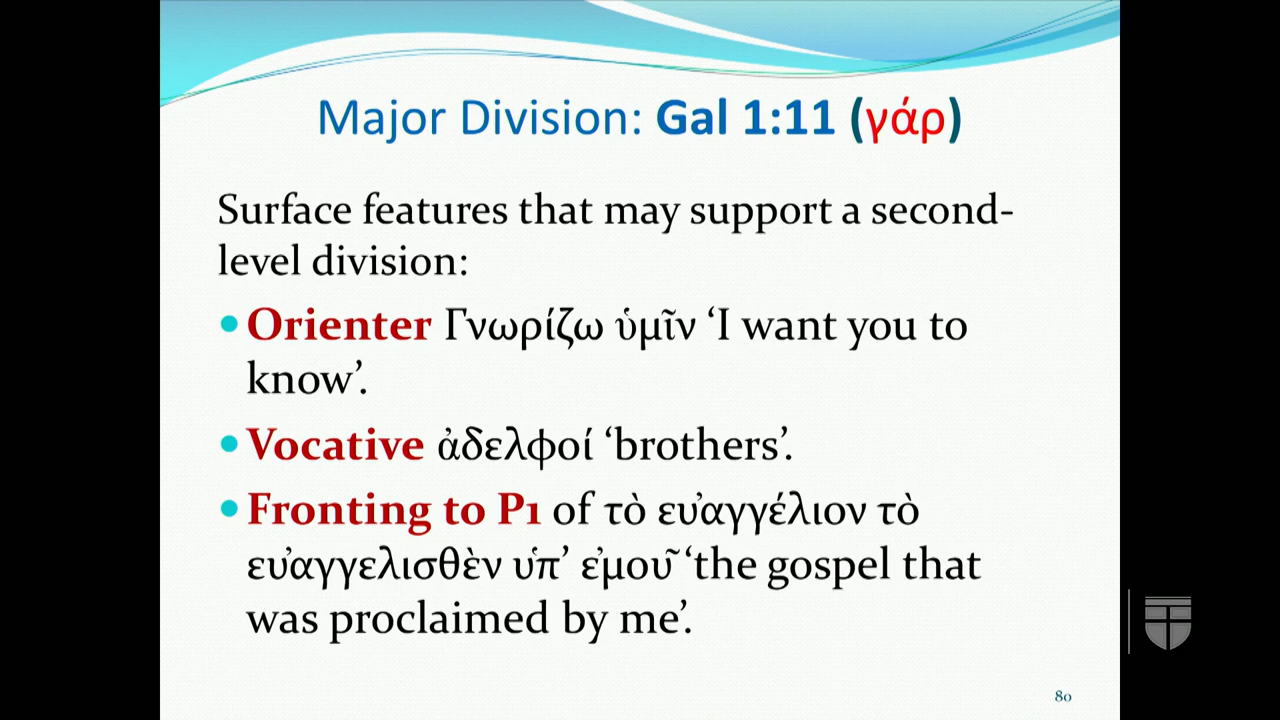 Major Division: Gal 1:11 (γάρ)
Surface features that may support a second-
level division:
• Orienter Γνωρίζω ὑμῖν ‘I want you to
know’.
• Vocative ἀδελφοί ‘brothers’.
• Fronting to P1 of τὸ εὐαγγέλιον τὸ
εὐαγγελισθὲν ὑπ’ ἐμοῦ ‘the gospel that
was proclaimed by me’.
80